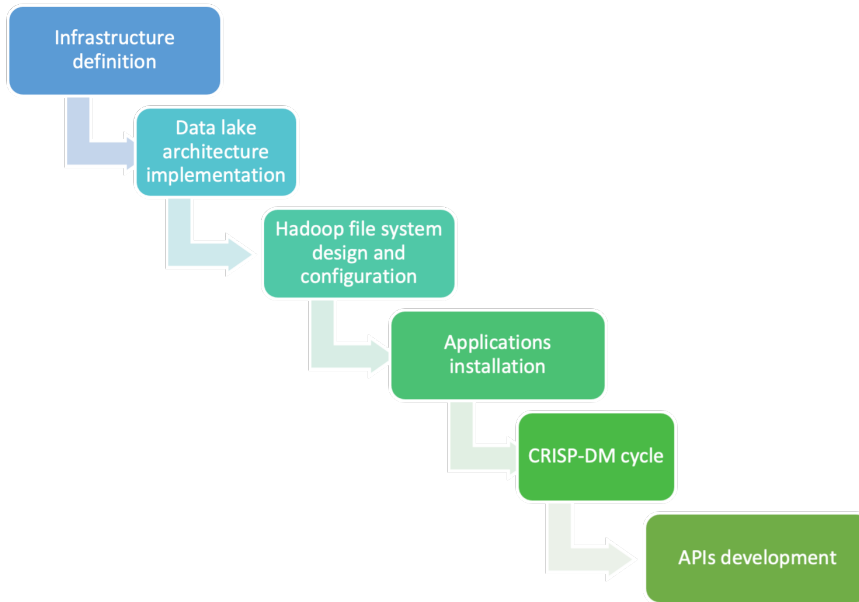 Infrastructure
definition
Data lake
architecture
implementation
Hadoop file system
design and
configuration
Applications
installation
CRISP-DM cycle
APIs development